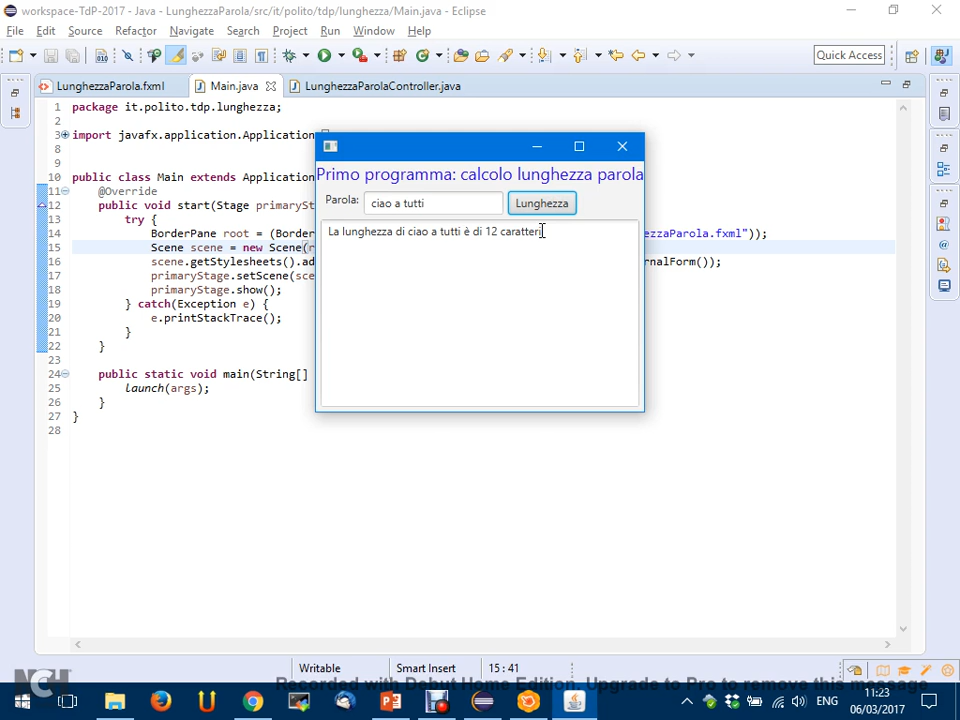 workspace-TdP-2017 - Java - LunghezzaParola/src/it/polito/tdp/lunghezza/Main.java - Eclipse
File Edit Source Refactor Navigate Search Project Run Window Help
Quick Access
LunghezzaParola.fxml Main.java LunghezzaParolaController.java
1 package it.polito.tdp.lunghezza;
2
3 import javafx.application.Application
8
9
10 public class Main extends Application
11 @Override
12 public void start(Stage primarySt
13 try {
14 BorderPane root = (Border ezzaParola.fxml"));
15 Scene scene = new Scene(r
16 scene.getStylesheets().ad rnalForm());
17 primaryStage.setScene(sce
18 primaryStage.show();
19 } catch(Exception e) {
20 e.printStackTrace();
21 }
22 }
23
24 public static void main(String[]
25 launch(args);
26 }
27 }
28
Primo programma: calcolo lunghezza parola
Parola: ciao a tutti Lunghezza
La lunghezza di ciao a tutti è di 12 caratteri
Writable Smart Insert 15 : 41
NCH
Recorded with Debut Home Edition. Upgrade to Pro to remove this message
ENG
11:23
06/03/2017